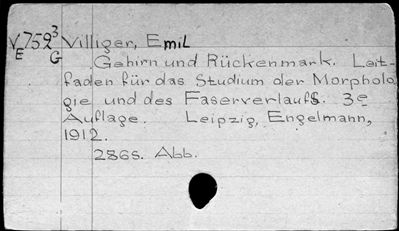 V759³ Villiger, Emil
E G Gehirn und Rückenmark. Leit-
faden für das Studium der Morpholo
gie und des Faserverlaufs. 3e
Auflage. Leipzig, Engelmann,
1912.
286s. Abb.